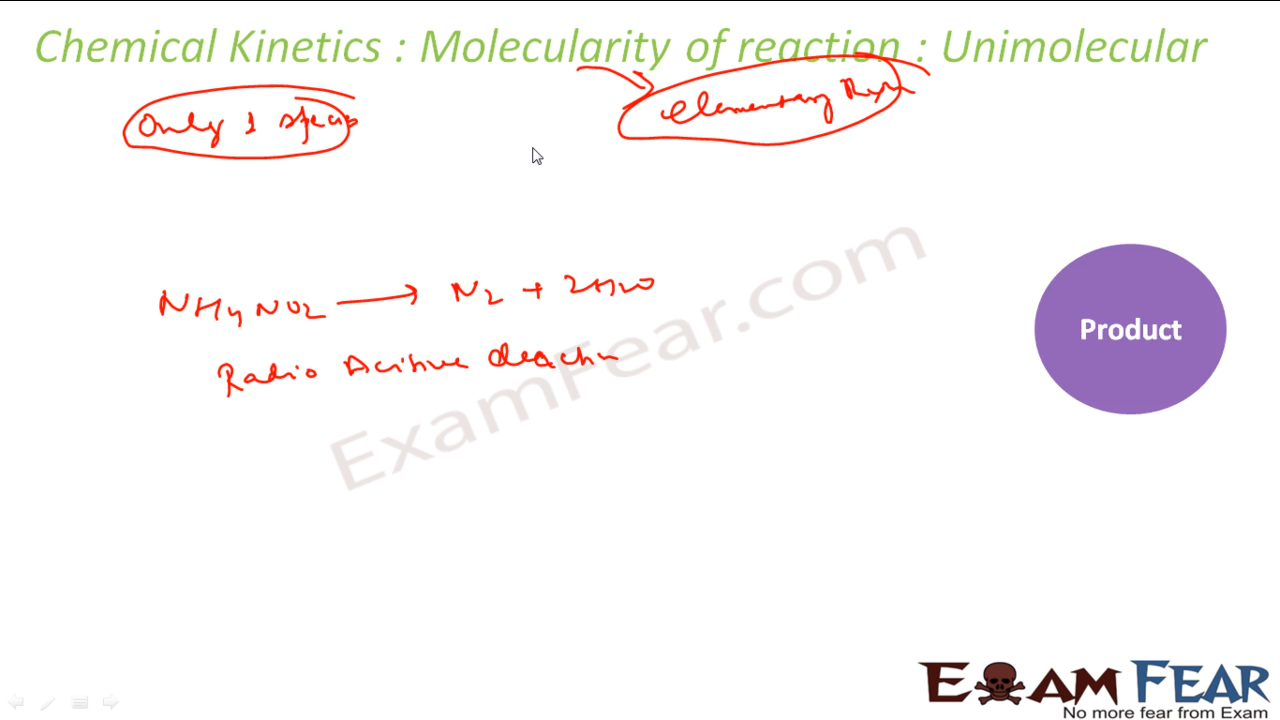 Chemical Kinetics : Molecularity of reaction : Unimolecular
Only 1 species
elementary Rxn
NH4NO2 → N2 + 2H2O
Radio Active
Product
ExamFear.com
EXAM FEAR
No more fear from Exam